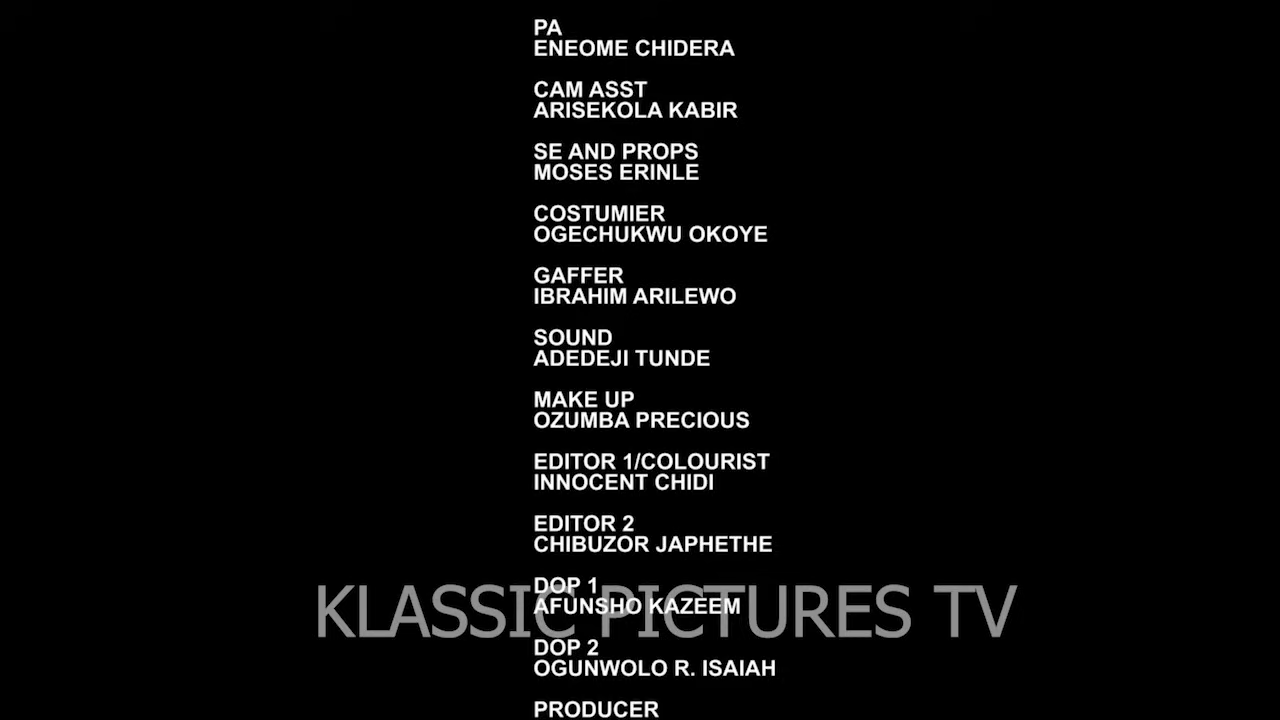 PA
ENEOME CHIDERA
CAM ASST
ARISEKOLA KABIR
SE AND PROPS
MOSES ERINLE
COSTUMIER
OGECHUKWU OKOYE
GAFFER
IBRAHIM ARILEWO
SOUND
ADEDEJI TUNDE
MAKE UP
OZUMBA PRECIOUS
EDITOR 1/COLOURIST
INNOCENT CHIDI
EDITOR 2
CHIBUZOR JAPHETHE
DOP 1
AFUNSHO KAZEEM
KLASSIC PICTURES TV
DOP 2
OGUNWOLO R. ISAIAH
PRODUCER